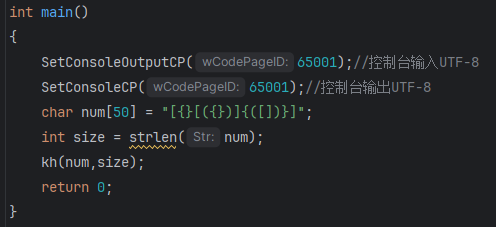 int main()
{
SetConsoleOutputCP( wCodePageID: 65001);//控制台输入UTF-8
SetConsoleCP( wCodePageID: 65001);//控制台输出UTF-8
char num[50] = "[{}[({})]{([])}]";
int size = strlen( Str: num);
kh(num,size);
return 0;
}